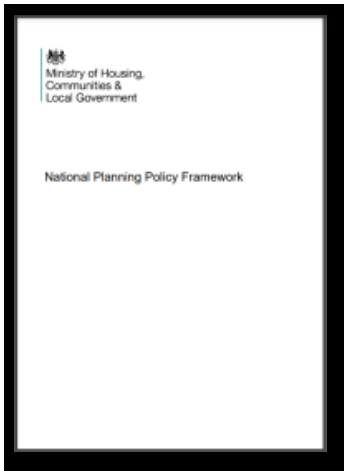 Ministry of Housing,
Communities &
Local Government
National Planning Policy Framework